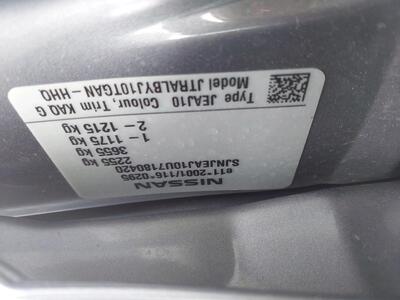 NISSAN
e11*2001/116*0295
SJNJEAJ10U7180420
2255 kg
3655 kg
1 – 1175 kg
2 – 1215 kg
Type JEAJ10 Colour, Trim KAQ G
Model JTRALBYJ10TGAN-HHQ